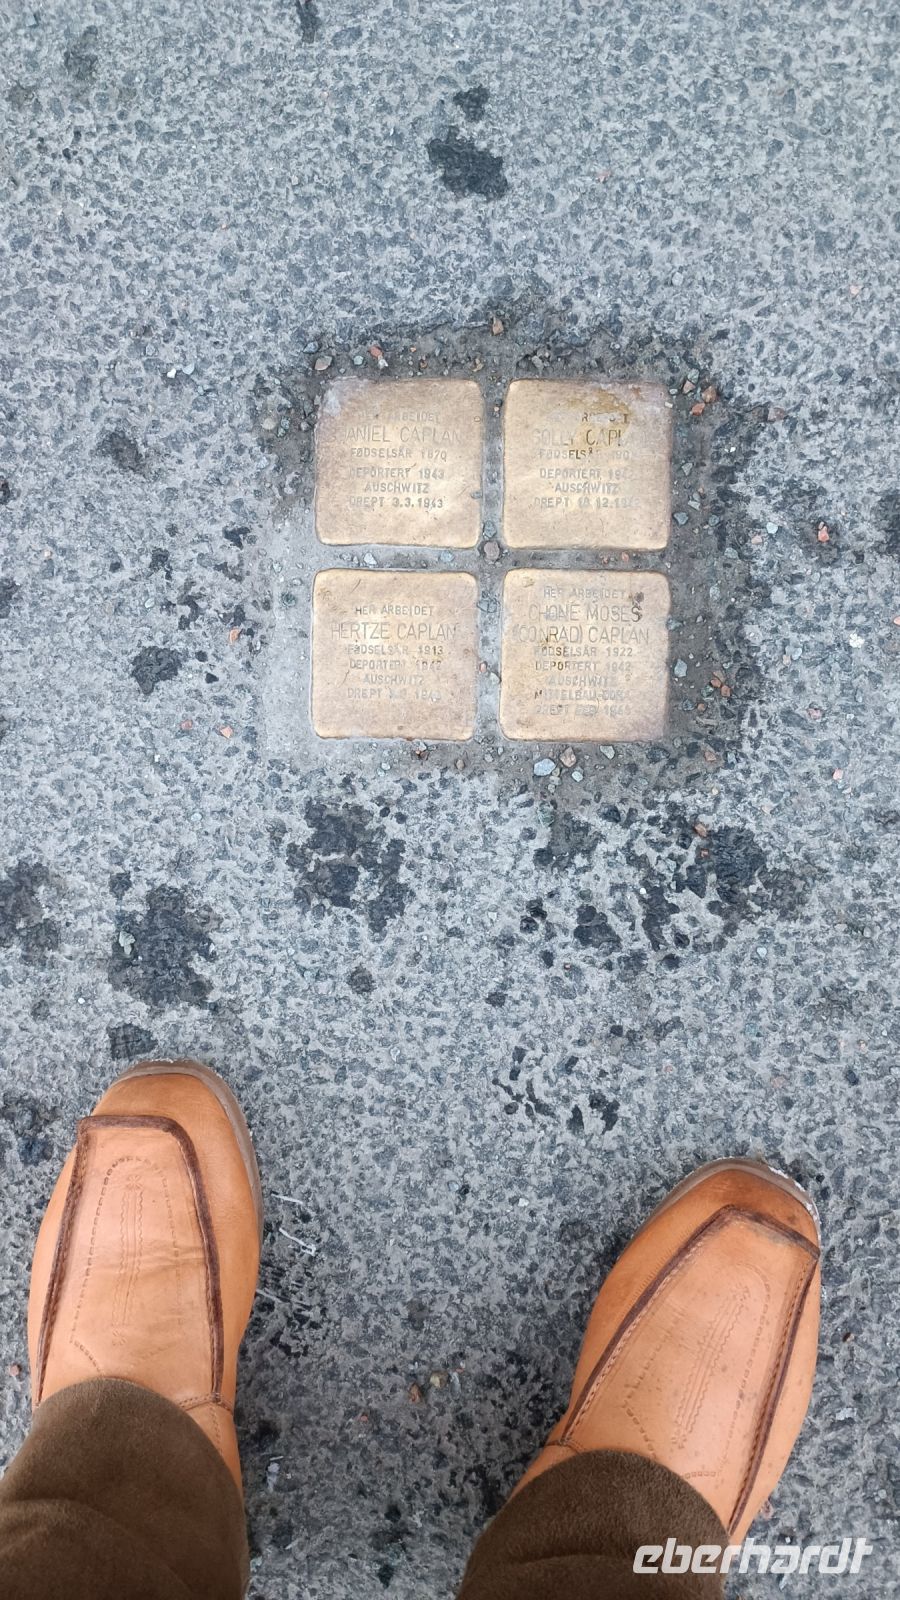 HER ARBEIDET
DANIEL CAPLAN
FØDSELSÅR 1870
DEPORTERT 1943
AUSCHWITZ
DREPT 3.3.1943
HER ARBEIDET
SOLLY CAPLAN
FØDSELSÅR
DEPORTERT
AUSCHWITZ
DREPT
HER ARBEIDET
HERTZE CAPLAN
FØDSELSÅR 1913
DEPORTERT 1942
AUSCHWITZ
DREPT
HER ARBEIDET
CHONE MOSES
(CONRAD) CAPLAN
FØDSELSÅR 1922
DEPORTERT 1942
AUSCHWITZ
MITTELBAU-DORA
DREPT
eberhardt